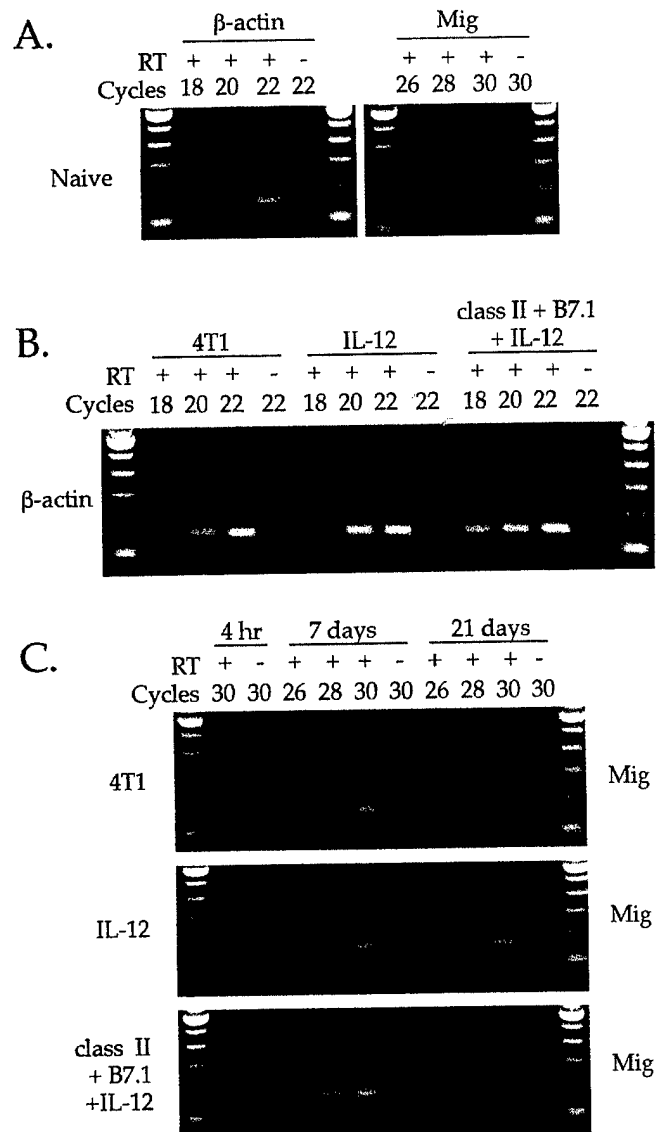 A.
β-actin Mig
RT + + + - + + + -
Cycles 18 20 22 22 26 28 30 30
Naive
B.
4T1 IL-12 class II + B7.1
+ IL-12
RT + + + - + + + - + + + -
Cycles 18 20 22 22 18 20 22 22 18 20 22 22
β-actin
C.
4 hr 7 days 21 days
RT + - + + + - + + + -
Cycles 30 30 26 28 30 30 26 28 30 30
4T1 Mig
IL-12 Mig
class II
+ B7.1
+IL-12
Mig